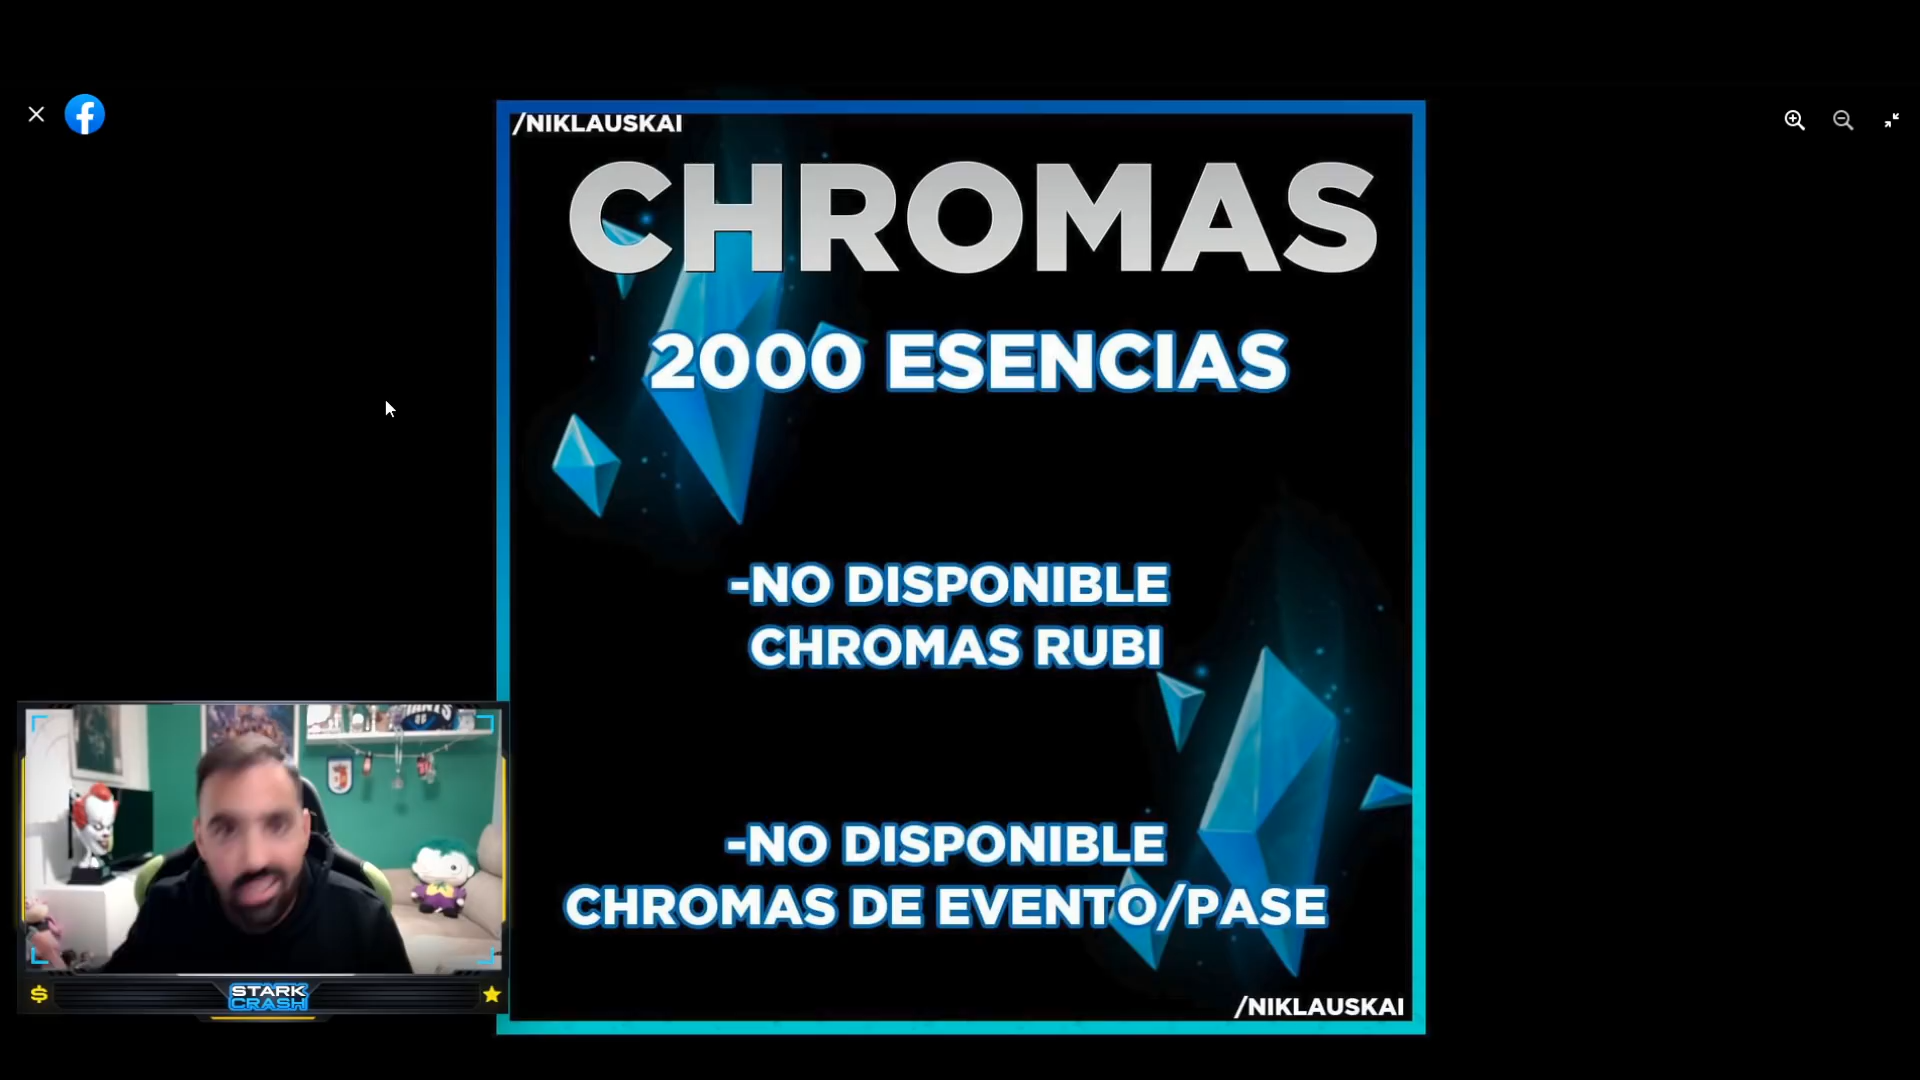 /NIKLAUSKAI
CHROMAS
2000 ESENCIAS
-NO DISPONIBLE
CHROMAS RUBI
-NO DISPONIBLE
CHROMAS DE EVENTO/PASE
/NIKLAUSKAI
STARK
CRASH